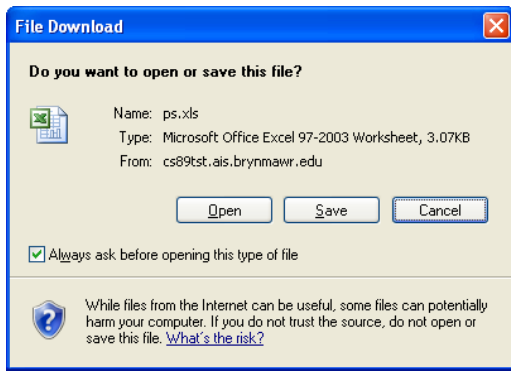 File Download
Do you want to open or save this file?
Name: ps.xls
Type: Microsoft Office Excel 97-2003 Worksheet, 3.07KB
From: cs89tst.ais.brynmawr.edu
Open Save Cancel
Always ask before opening this type of file
While files from the Internet can be useful, some files can potentially
harm your computer. If you do not trust the source, do not open or
save this file. What's the risk?